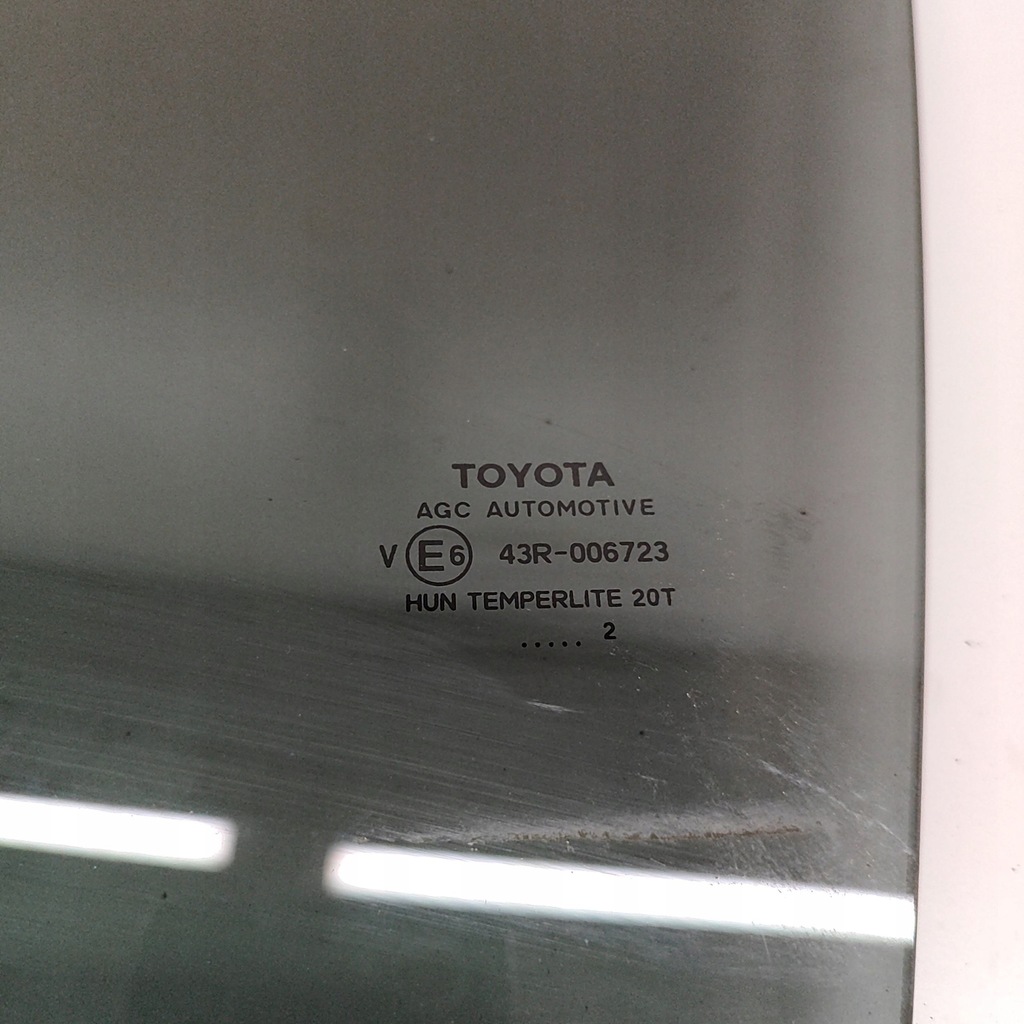 TOYOTA
AGC AUTOMOTIVE
V E6 43R-006723
HUN TEMPERLITE 20T
..... 2